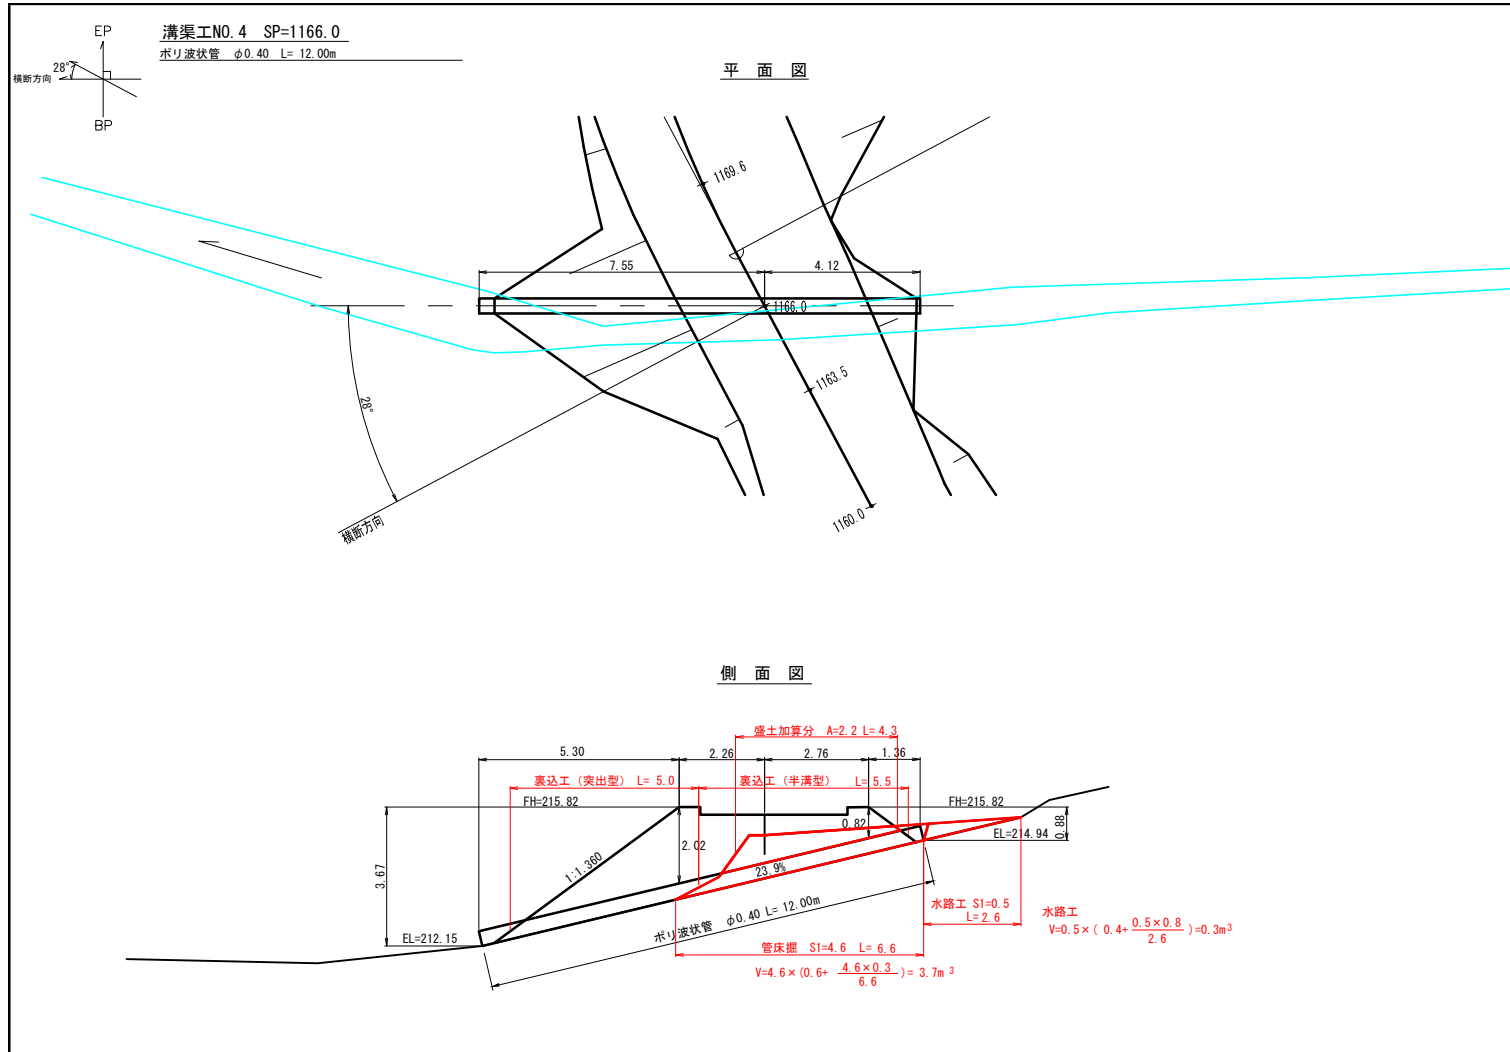 溝渠工NO.4 SP=1166.0
ポリ波状管 φ0.40 L= 12.00m
EP
28°
横断方向
BP
平 面 図
1169.6
7.55
4.12
1166.0
1163.5
28°
横断方向
1160.0
側 面 図
盛土加算分 A=2.2 L=4.3
5.30
2.26
2.76
1.36
裏込工（突出型） L= 5.0
裏込工（半溝型） L= 5.5
FH=215.82
FH=215.82
0.82
0.88
EL=214.94
2.02
3.67
1:1.360
23.9%
ポリ波状管 φ0.40 L= 12.00m
EL=212.15
水路工 S1=0.5
L= 2.6
水路工
V=0.5×( 0.4+ 0.5×0.8 / 2.6 )=0.3m³
管床掘 S1=4.6 L= 6.6
V=4.6×(0.6+ 4.6×0.3 / 6.6 )= 3.7m³